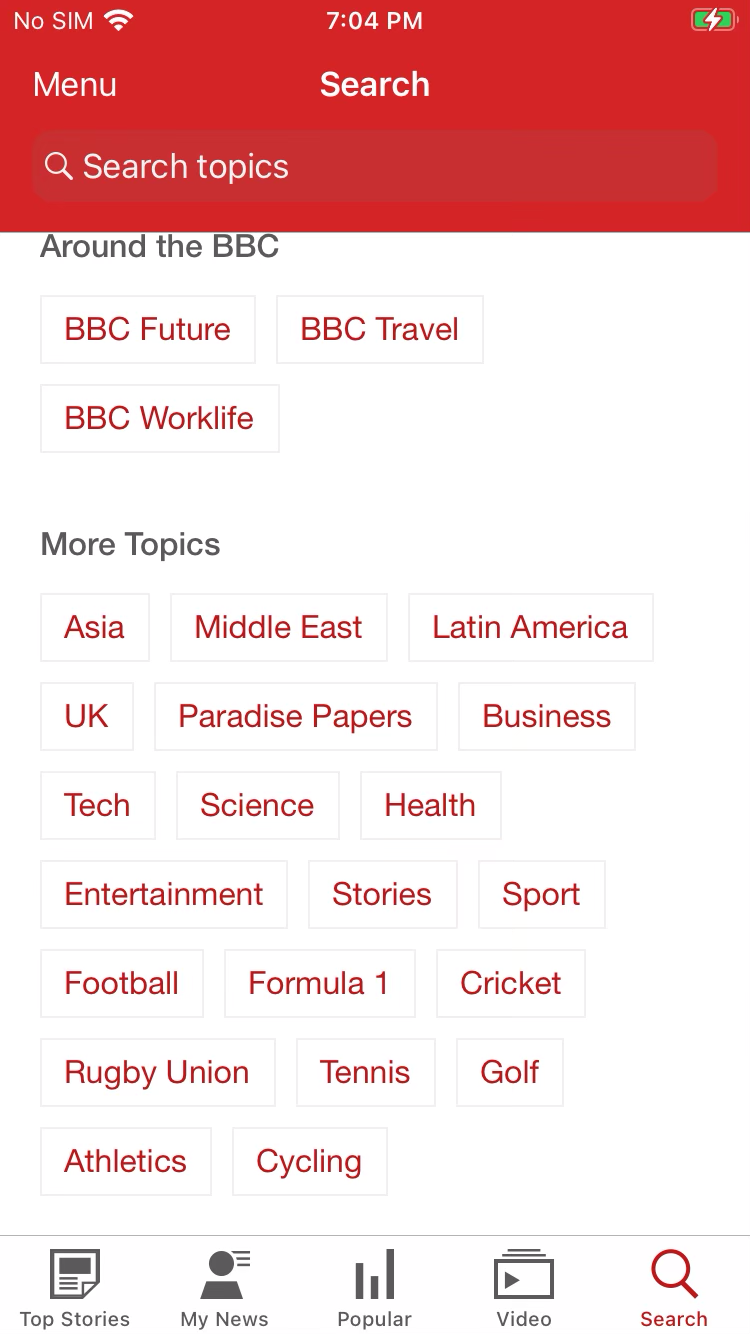 No SIM 7:04 PM
Menu Search
Search topics
Around the BBC
BBC Future BBC Travel
BBC Worklife
More Topics
Asia Middle East Latin America
UK Paradise Papers Business
Tech Science Health
Entertainment Stories Sport
Football Formula 1 Cricket
Rugby Union Tennis Golf
Athletics Cycling
Top Stories My News Popular Video Search